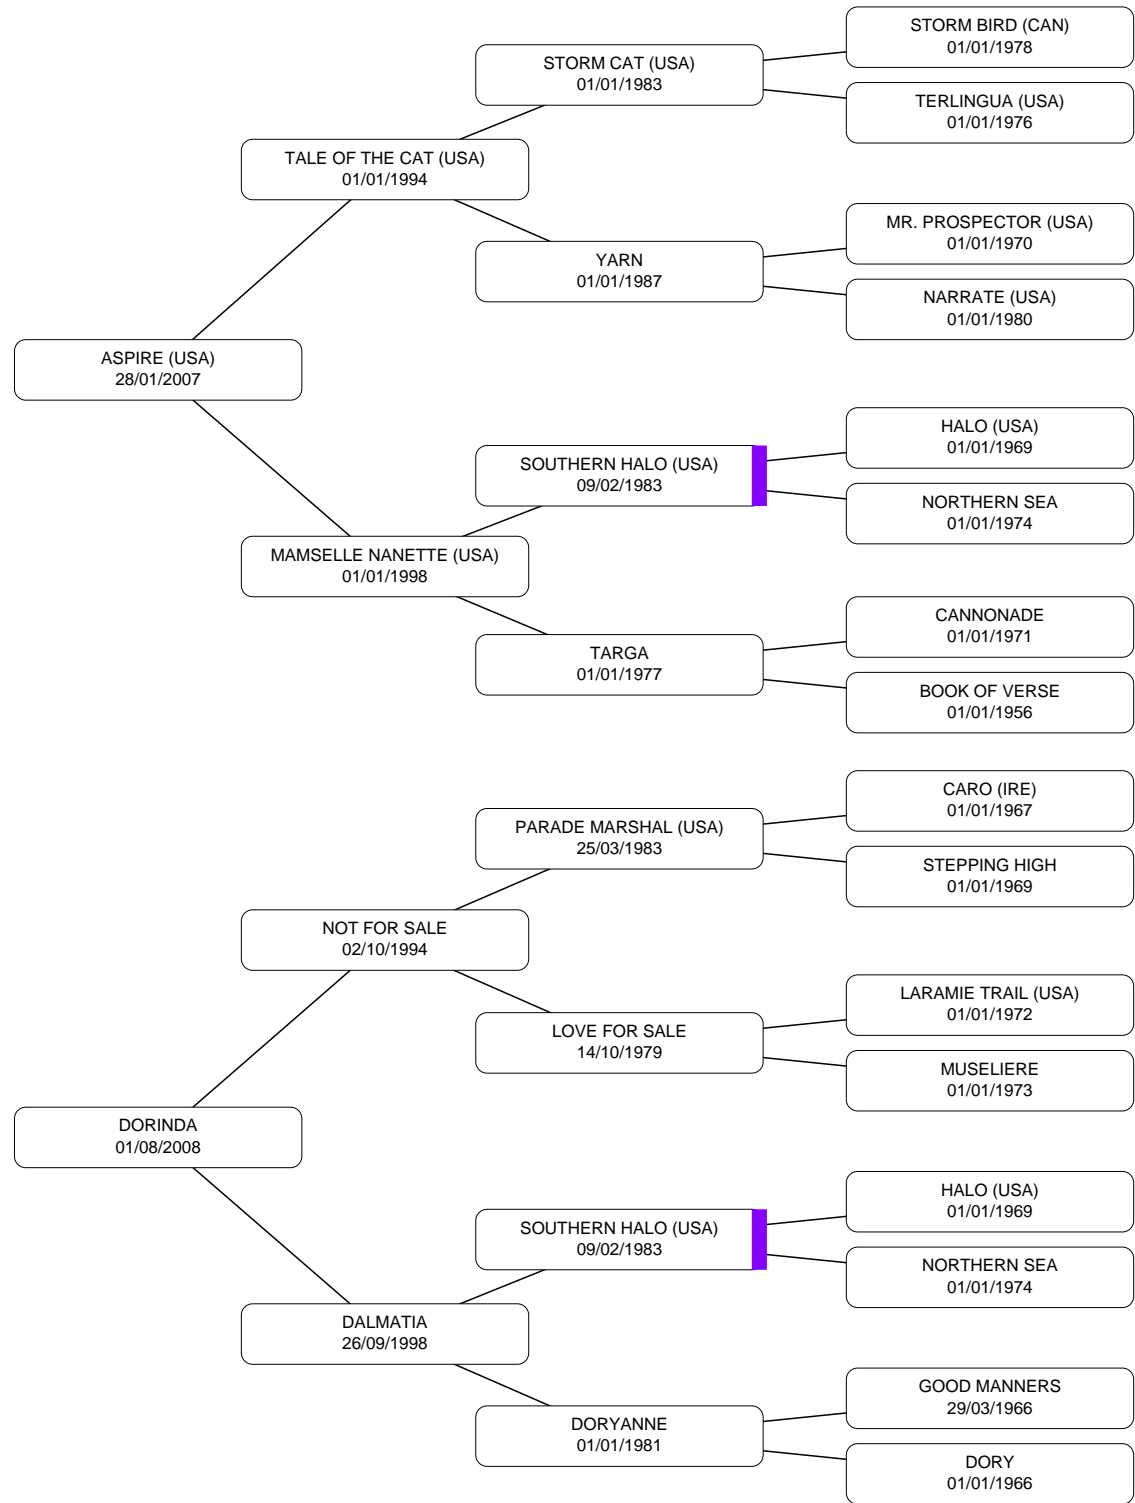 STORM BIRD (CAN)
01/01/1978
STORM CAT (USA)
01/01/1983
TERLINGUA (USA)
01/01/1976
TALE OF THE CAT (USA)
01/01/1994
MR. PROSPECTOR (USA)
01/01/1970
YARN
01/01/1987
NARRATE (USA)
01/01/1980
ASPIRE (USA)
28/01/2007
HALO (USA)
01/01/1969
SOUTHERN HALO (USA)
09/02/1983
NORTHERN SEA
01/01/1974
MAMSELLE NANETTE (USA)
01/01/1998
CANNONADE
01/01/1971
TARGA
01/01/1977
BOOK OF VERSE
01/01/1956
CARO (IRE)
01/01/1967
PARADE MARSHAL (USA)
25/03/1983
STEPPING HIGH
01/01/1969
NOT FOR SALE
02/10/1994
LARAMIE TRAIL (USA)
01/01/1972
LOVE FOR SALE
14/10/1979
MUSELIERE
01/01/1973
DORINDA
01/08/2008
HALO (USA)
01/01/1969
SOUTHERN HALO (USA)
09/02/1983
NORTHERN SEA
01/01/1974
DALMATIA
26/09/1998
GOOD MANNERS
29/03/1966
DORYANNE
01/01/1981
DORY
01/01/1966